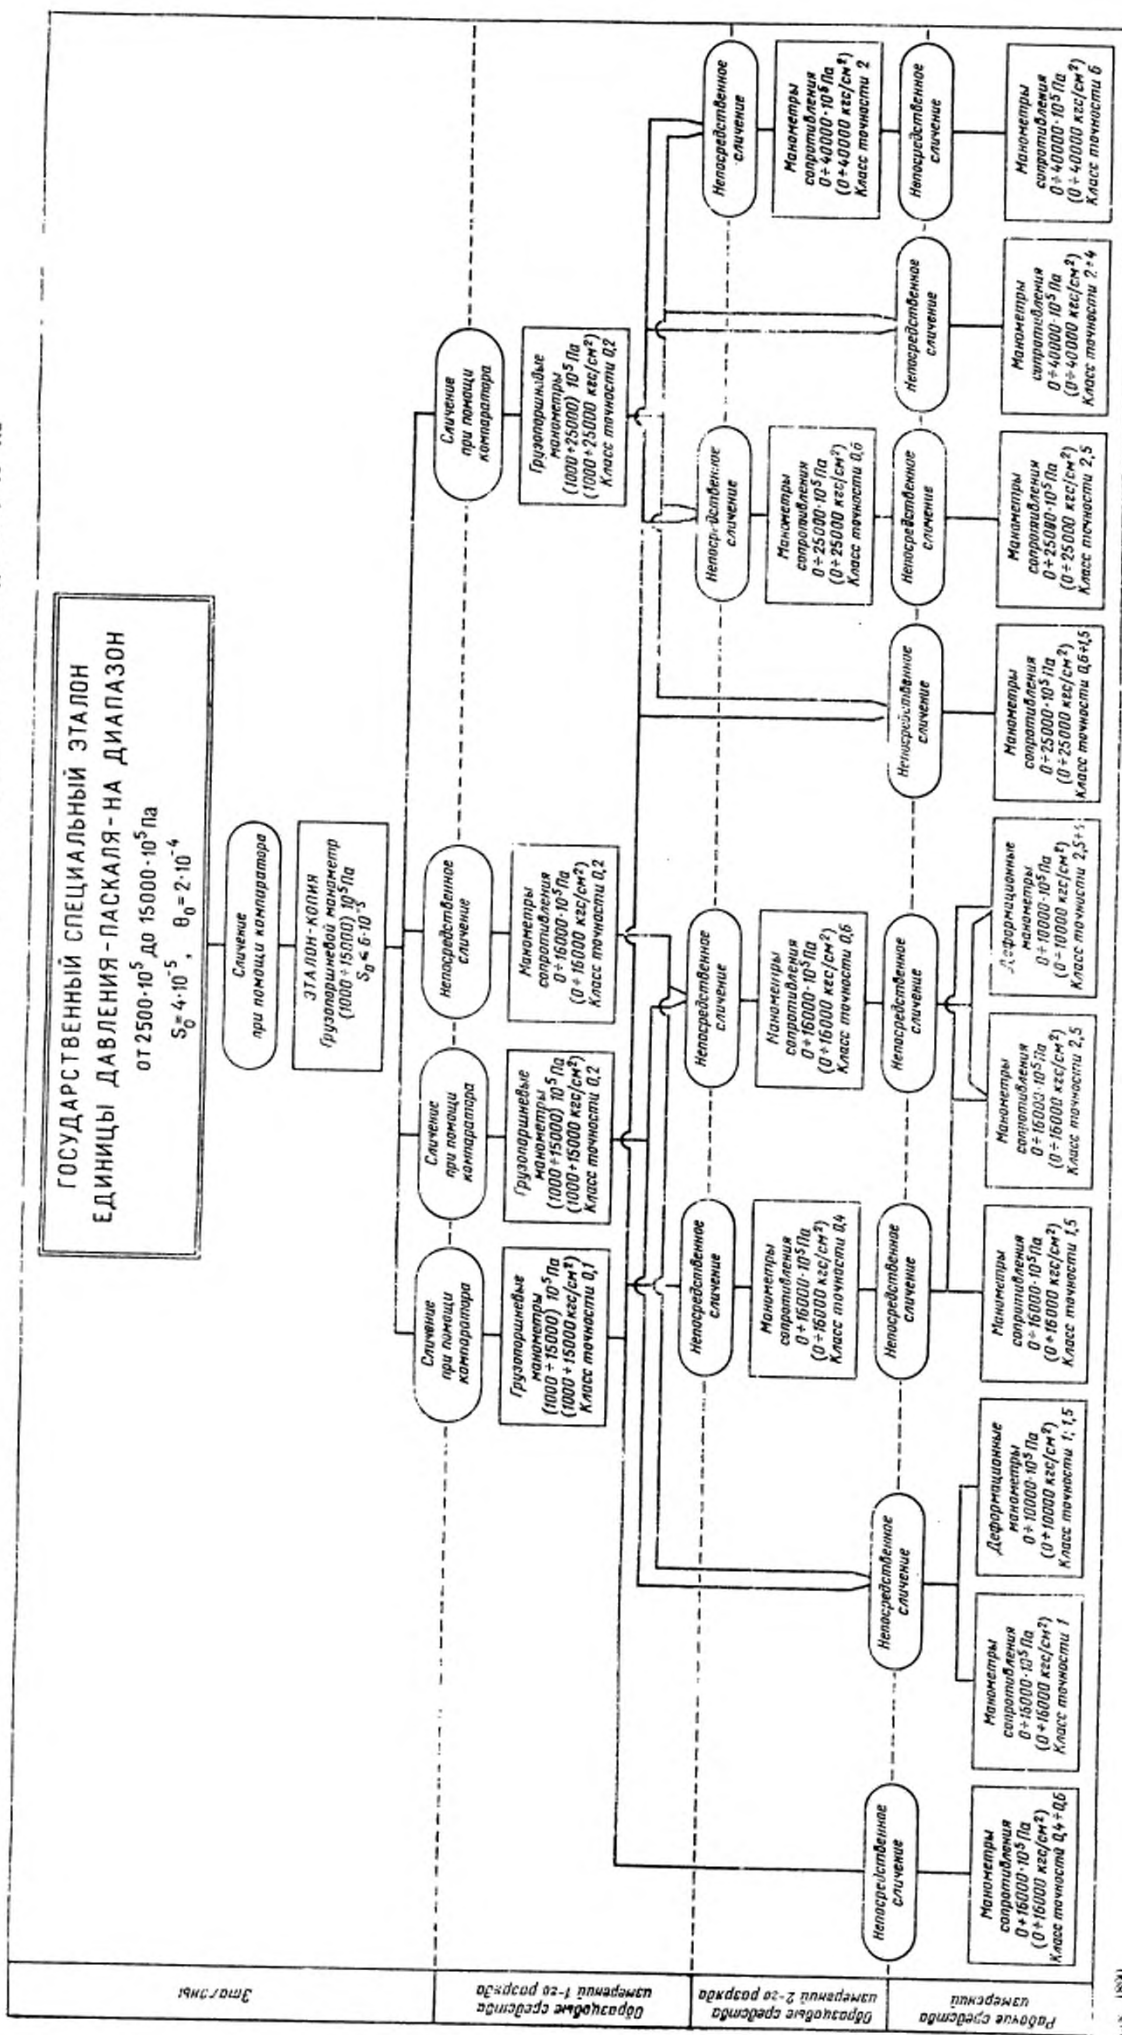 ГОСУДАРСТВЕННЫЙ СПЕЦИАЛЬНЫЙ ЭТАЛОН
ЕДИНИЦЫ ДАВЛЕНИЯ-ПАСКАЛЯ-НА ДИАПАЗОН
от 2500·10⁵ до 15000·10⁵ Па
S₀=4·10⁻⁵, θ₀=2·10⁻⁴
Сличение
при помощи компаратора
ЭТАЛОН-КОПИЯ
Грузопоршневой манометр
(1000÷15000) 10⁵ Па
S₀ ≤ 6·10⁻⁵
Эталоны
Образцовые средства
измерений 1-го разряда
Сличение
при помощи
компаратора
Грузопоршневые
манометры
(1000÷15000) 10⁵ Па
(1000÷15000 кгс/см²)
Класс точности 0,1
Сличение
при помощи
компаратора
Грузопоршневые
манометры
(1000÷15000) 10⁵ Па
(1000÷15000 кгс/см²)
Класс точности 0,2
Непосредственное
сличение
Манометры
сопротивления
0÷16000·10⁵ Па
(0÷16000 кгс/см²)
Класс точности 0,2
Сличение
при помощи
компаратора
Грузопоршневые
манометры
(1000÷25000) 10⁵ Па
(1000÷25000 кгс/см²)
Класс точности 0,2
Образцовые средства
измерений 2-го разряда
Непосредственное
сличение
Манометры
сопротивления
0÷16000·10⁵ Па
(0÷16000 кгс/см²)
Класс точности 0,4
Непосредственное
сличение
Манометры
сопротивления
0÷16000·10⁵ Па
(0÷16000 кгс/см²)
Класс точности 0,6
Непосредственное
сличение
Манометры
сопротивления
0÷25000·10⁵ Па
(0÷25000 кгс/см²)
Класс точности 0,6
Непосредственное
сличение
Манометры
сопротивления
0÷40000·10⁵ Па
(0÷40000 кгс/см²)
Класс точности 2
Рабочие средства
измерений
Непосредственное
сличение
Манометры
сопротивления
0÷16000·10⁵ Па
(0÷16000 кгс/см²)
Класс точности 0,4÷0,6
Непосредственное
сличение
Манометры
сопротивления
0÷16000·10⁵ Па
(0÷16000 кгс/см²)
Класс точности 1
Деформационные
манометры
0÷10000·10⁵ Па
(0÷10000 кгс/см²)
Класс точности 1; 1,5
Непосредственное
сличение
Манометры
сопротивления
0÷16000·10⁵ Па
(0÷16000 кгс/см²)
Класс точности 1,5
Непосредственное
сличение
Манометры
сопротивления
0÷16000·10⁵ Па
(0÷16000 кгс/см²)
Класс точности 2,5
Деформационные
манометры
0÷10000·10⁵ Па
(0÷10000 кгс/см²)
Класс точности
Непосредственное
сличение
Манометры
сопротивления
0÷25000·10⁵ Па
(0÷25000 кгс/см²)
Класс точности 0,6÷1,5
Непосредственное
сличение
Манометры
сопротивления
0÷25000·10⁵ Па
(0÷25000 кгс/см²)
Класс точности 2,5
Непосредственное
сличение
Манометры
сопротивления
0÷40000·10⁵ Па
(0÷40000 кгс/см²)
Класс точности 2÷4
Непосредственное
сличение
Манометры
сопротивления
0÷40000·10⁵ Па
(0÷40000 кгс/см²)
Класс точности 6